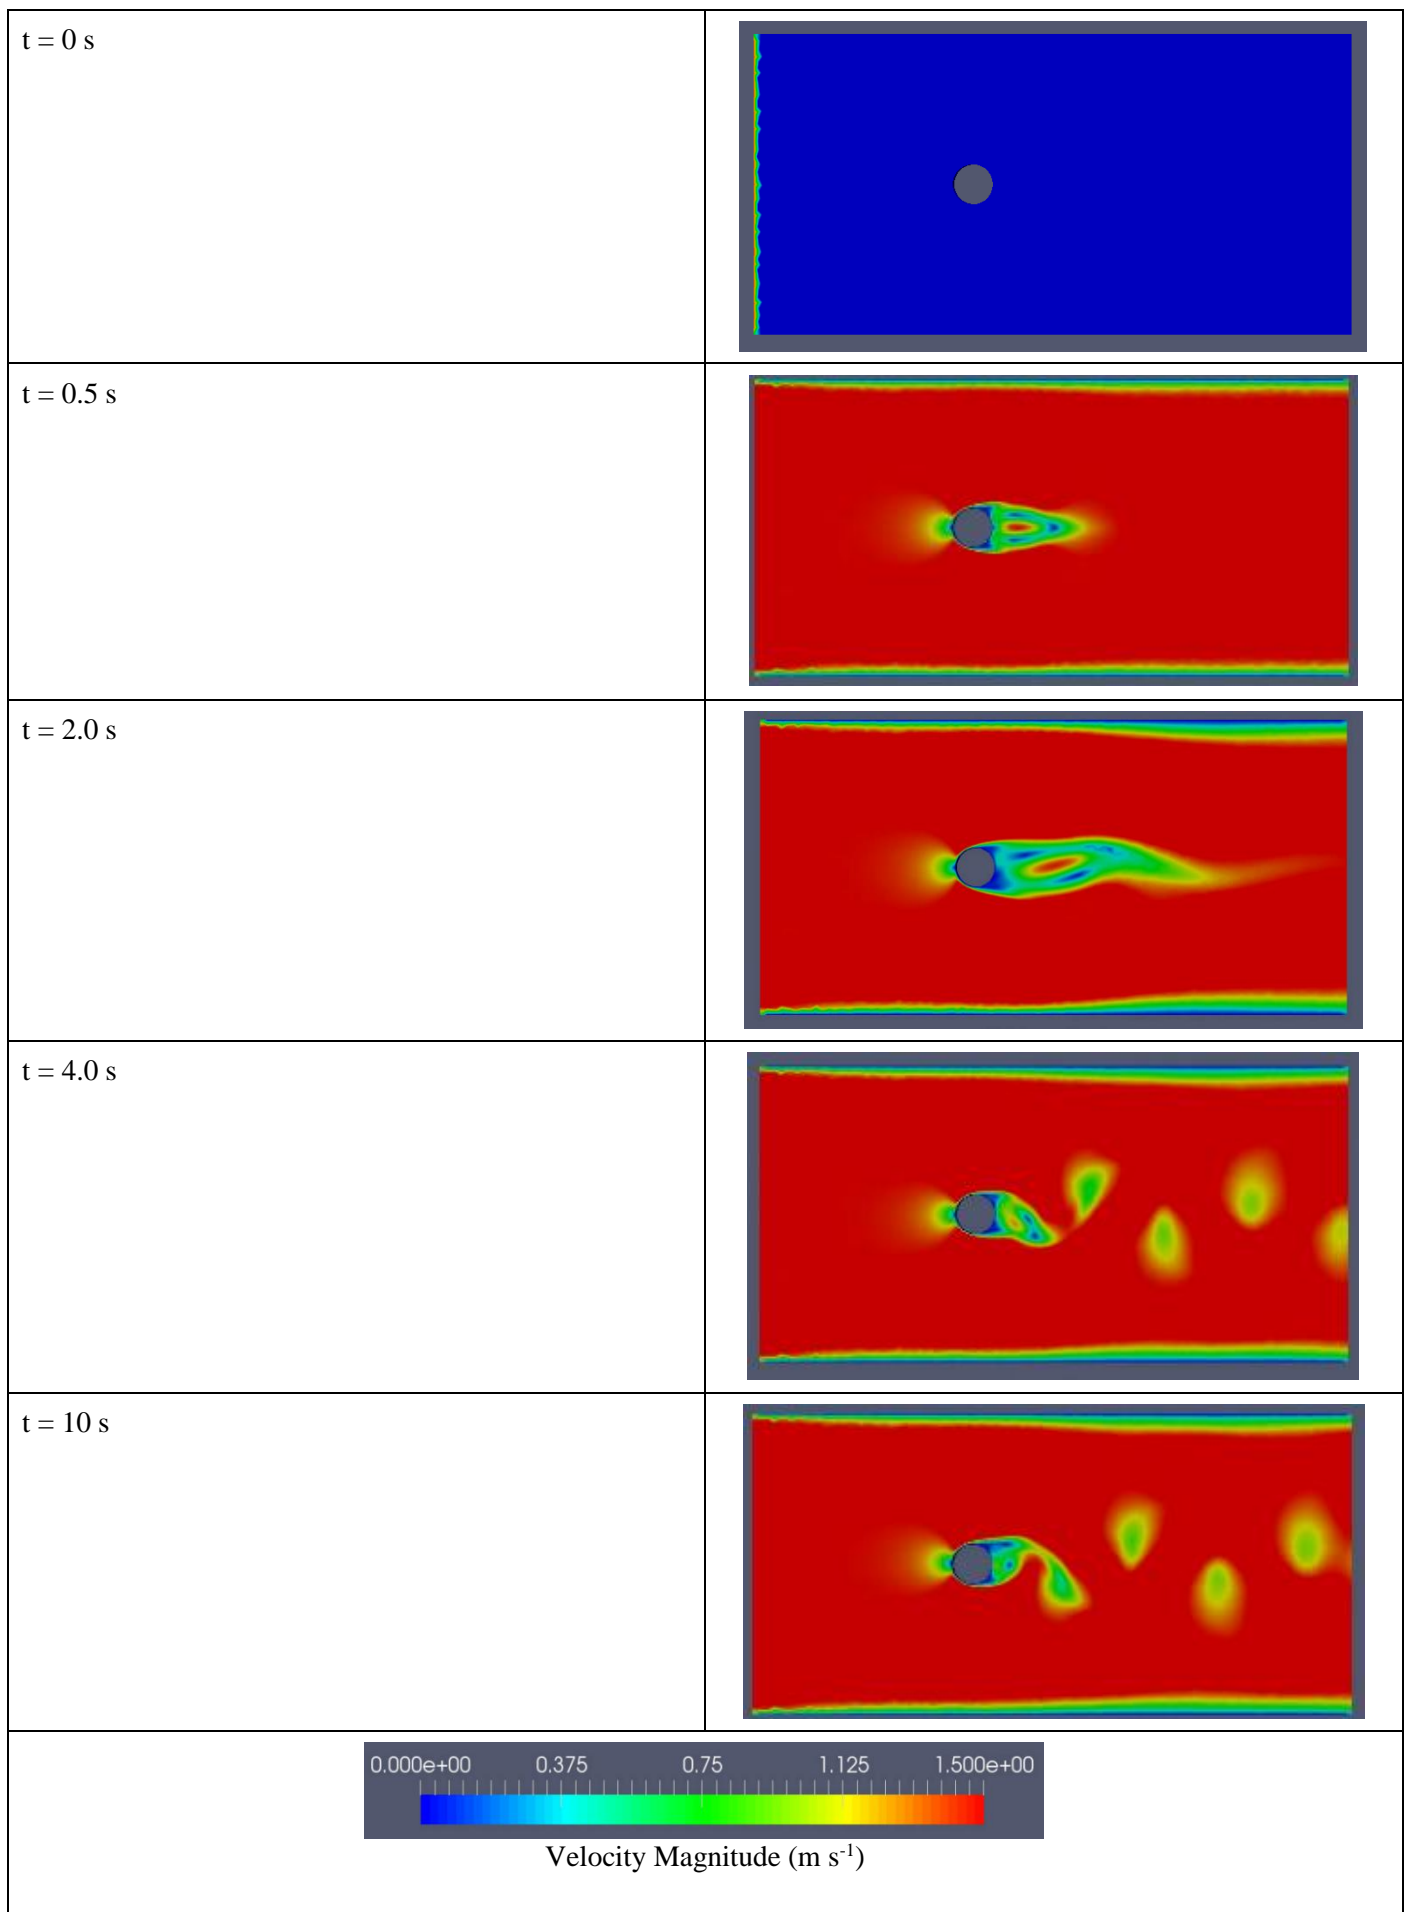 t = 0 s
t = 0.5 s
t = 2.0 s
t = 4.0 s
t = 10 s
0.000e+00 0.375 0.75 1.125 1.500e+00
Velocity Magnitude (m s⁻¹)